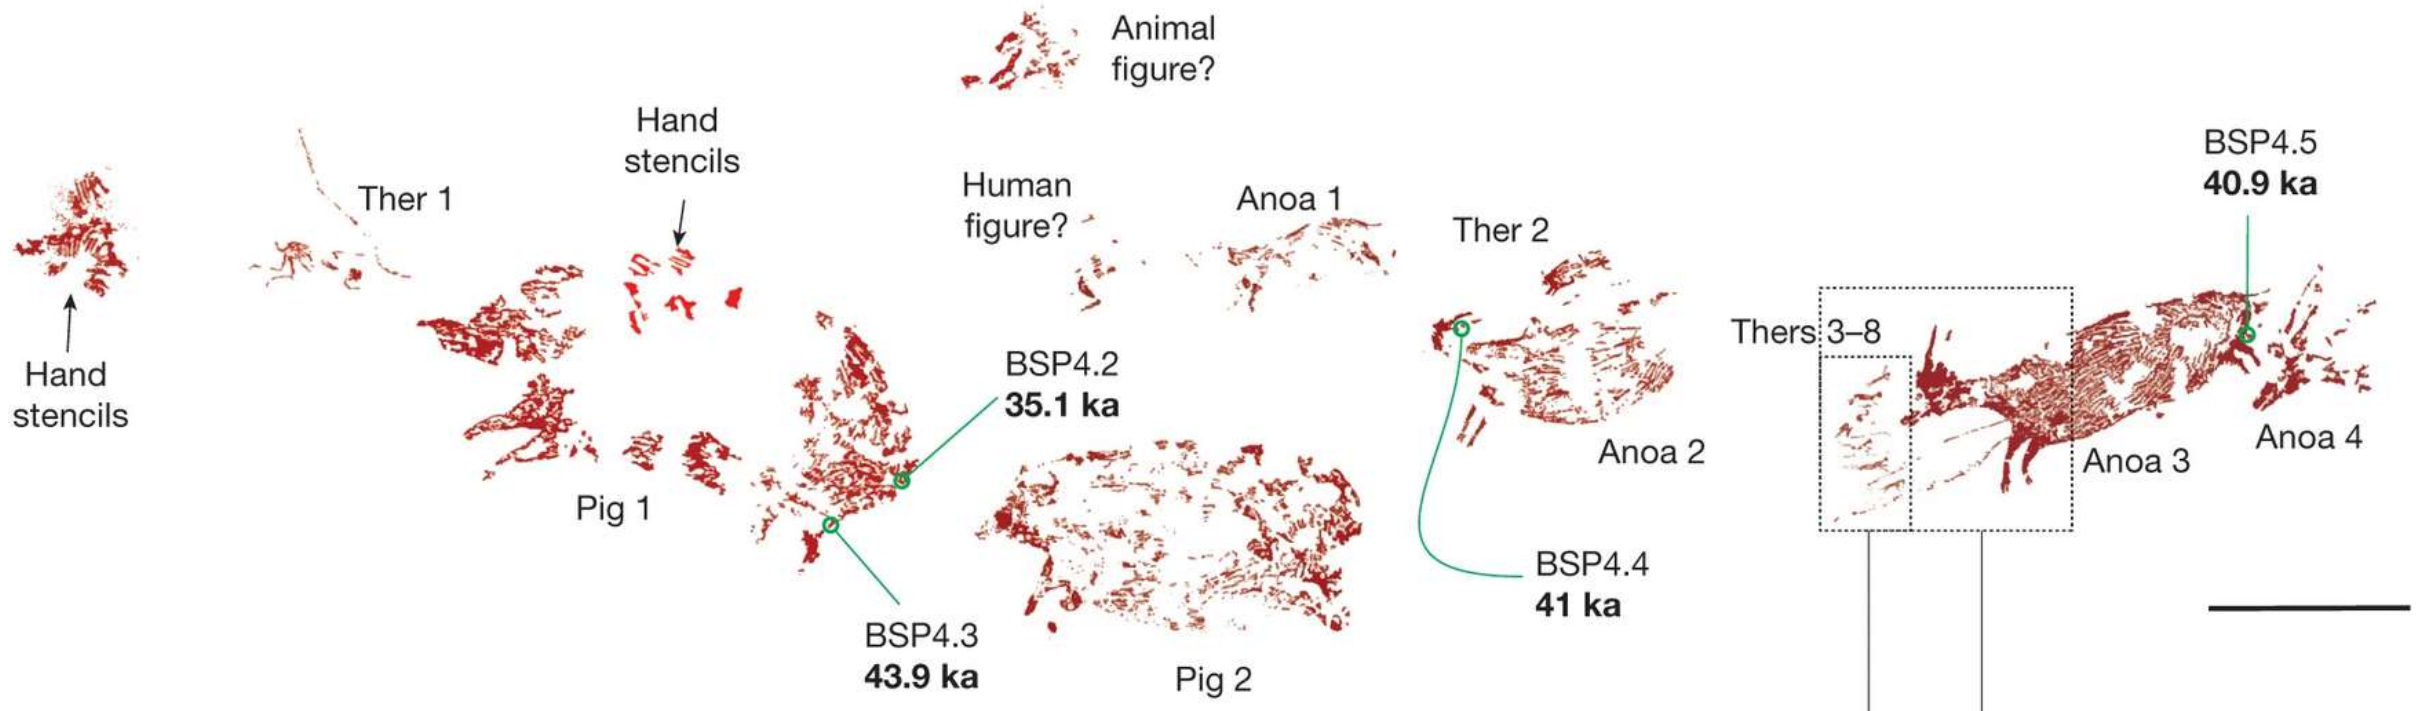 Animal
figure?
Hand
stencils
Ther 1
Human
figure?
Anoa 1
Ther 2
BSP4.5
40.9 ka
Hand
stencils
BSP4.2
35.1 ka
Thers 3–8
Pig 1
Anoa 2
Anoa 3
Anoa 4
BSP4.3
43.9 ka
Pig 2
BSP4.4
41 ka